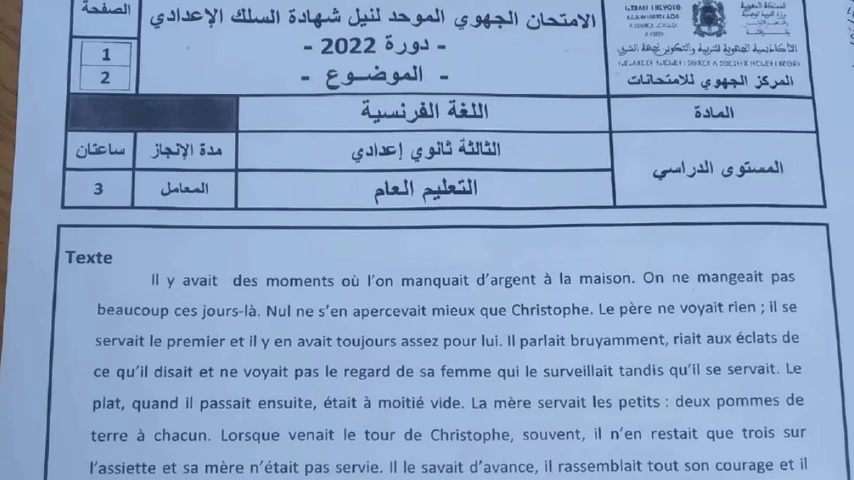 الصفحة
1
2
الامتحان الجهوي الموحد لنيل شهادة السلك الإعدادي
- دورة 2022 -
- الموضوع -
المملكة المغربية
الأكاديمية الجهوية للتربية والتكوين لجهة الشرق
المركز الجهوي للامتحانات
اللغة الفرنسية
المادة
ساعتان
مدة الإنجاز
الثالثة ثانوي إعدادي
المستوى الدراسي
3
المعامل
التعليم العام
Texte
Il y avait des moments où l'on manquait d'argent à la maison. On ne mangeait pas
beaucoup ces jours-là. Nul ne s'en apercevait mieux que Christophe. Le père ne voyait rien ; il se
servait le premier et il y en avait toujours assez pour lui. Il parlait bruyamment, riait aux éclats de
ce qu'il disait et ne voyait pas le regard de sa femme qui le surveillait tandis qu'il se servait. Le
plat, quand il passait ensuite, était à moitié vide. La mère servait les petits : deux pommes de
terre à chacun. Lorsque venait le tour de Christophe, souvent, il n'en restait que trois sur
l'assiette et sa mère n'était pas servie. Il le savait d'avance, il rassemblait tout son courage et il